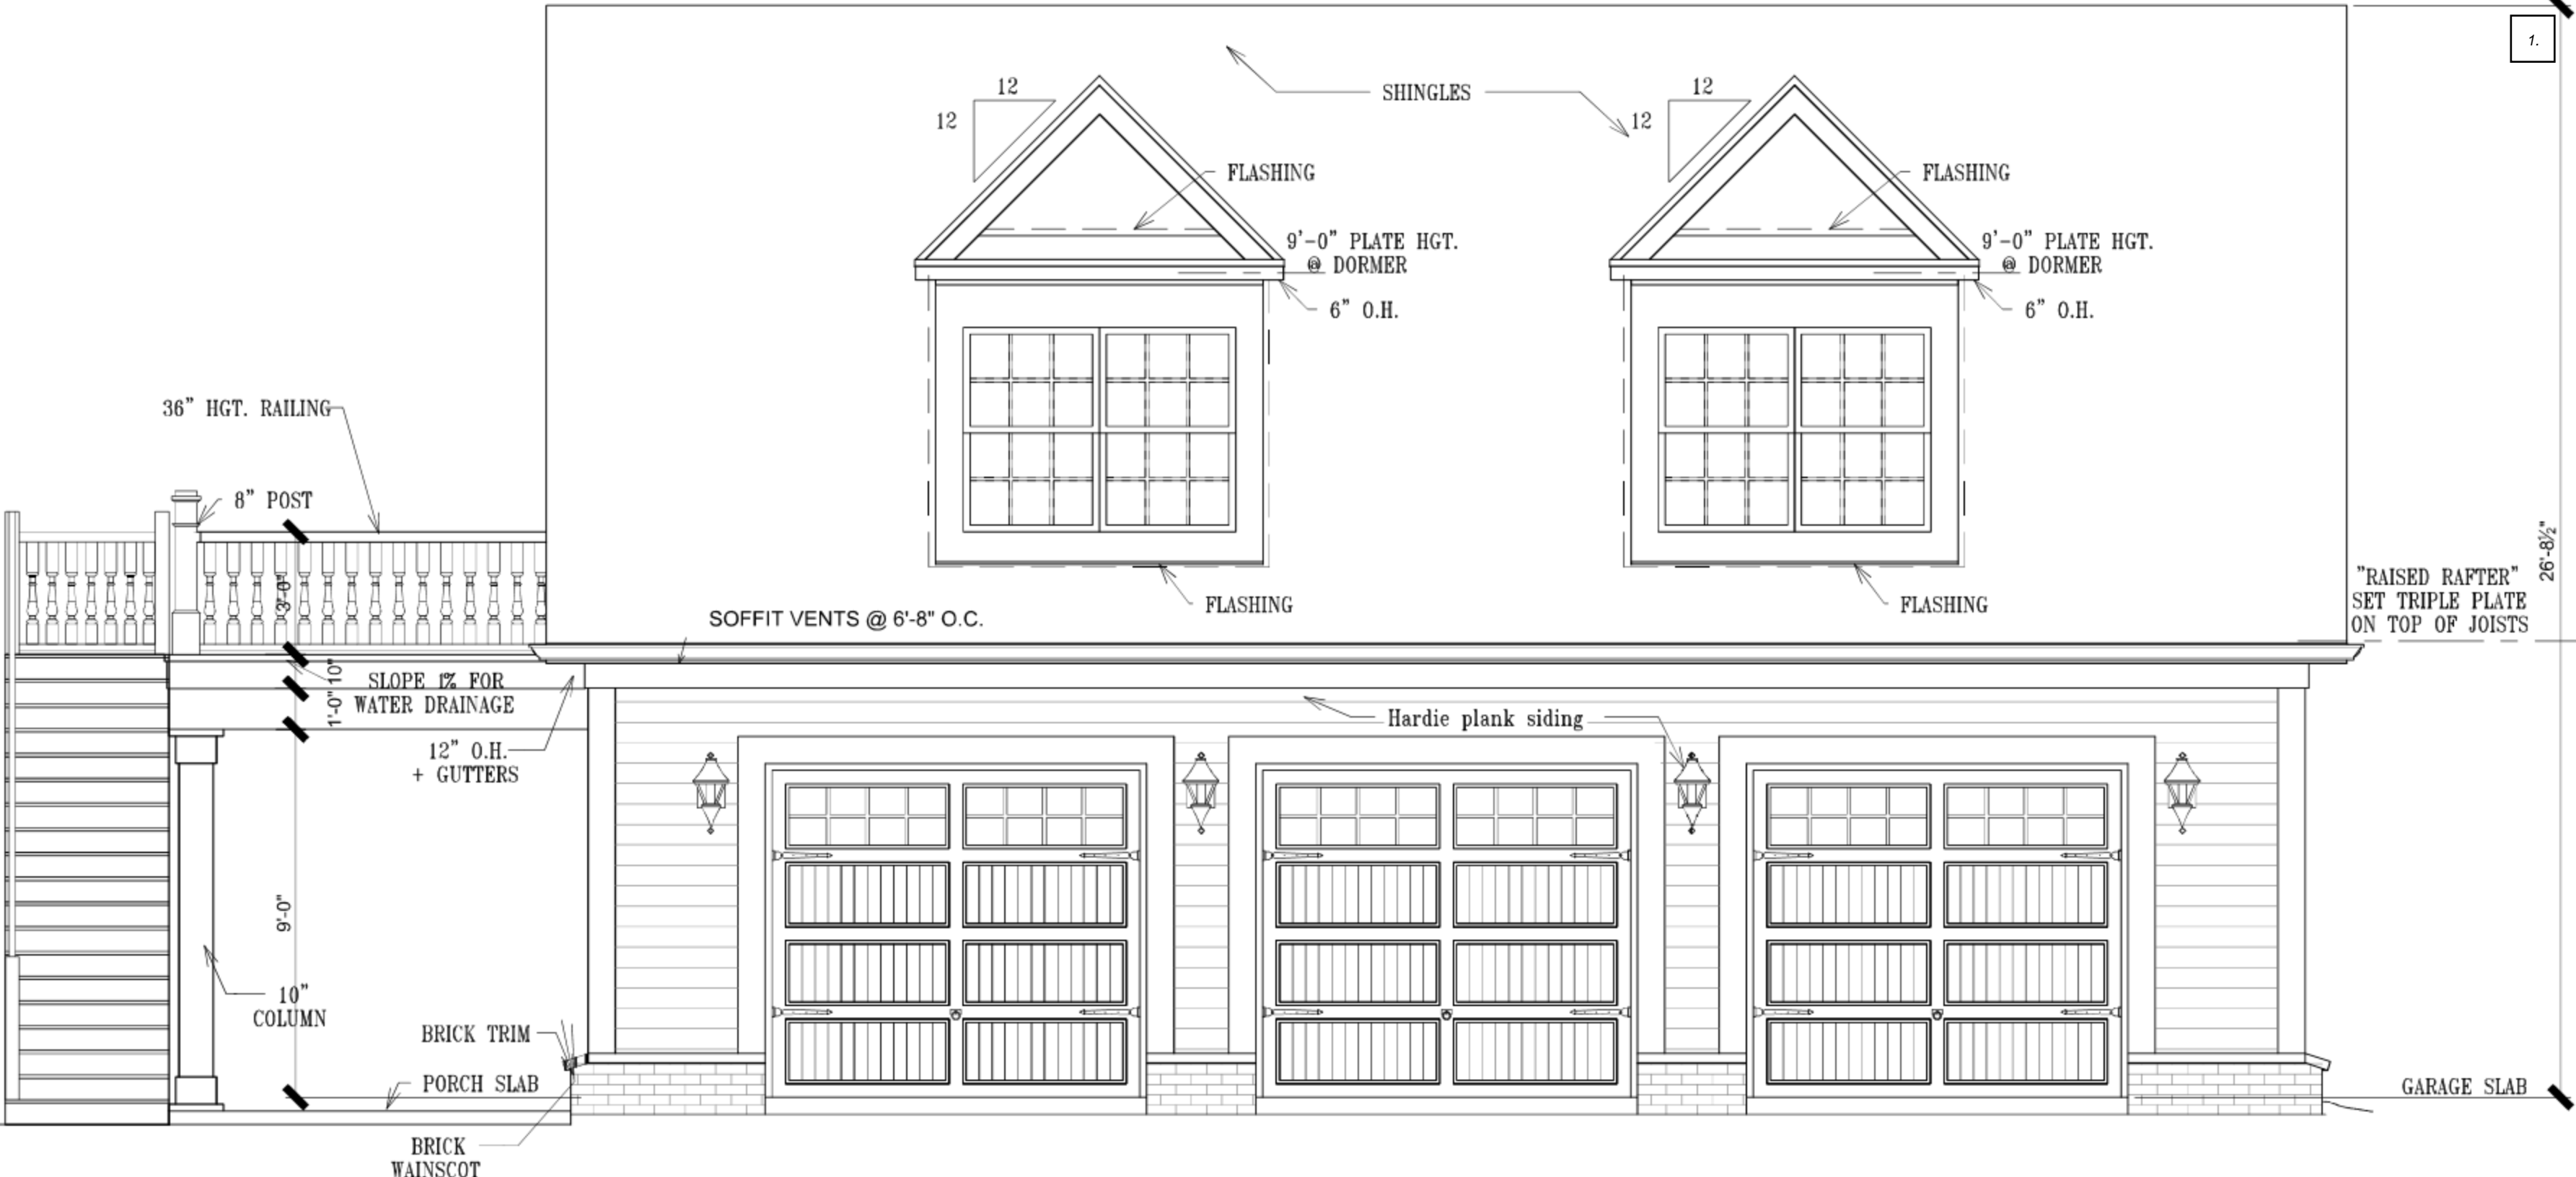 1.
12
12
SHINGLES
12
12
FLASHING
FLASHING
9'-0" PLATE HGT.
@ DORMER
9'-0" PLATE HGT.
@ DORMER
6" O.H.
6" O.H.
36" HGT. RAILING
8" POST
3'-0"
26'-8½"
"RAISED RAFTER"
SET TRIPLE PLATE
ON TOP OF JOISTS
FLASHING
FLASHING
SOFFIT VENTS @ 6'-8" O.C.
10"
SLOPE 1% FOR
WATER DRAINAGE
1'-0"
Hardie plank siding
12" O.H.
+ GUTTERS
9'-0"
10"
COLUMN
BRICK TRIM
PORCH SLAB
GARAGE SLAB
BRICK
WAINSCOT